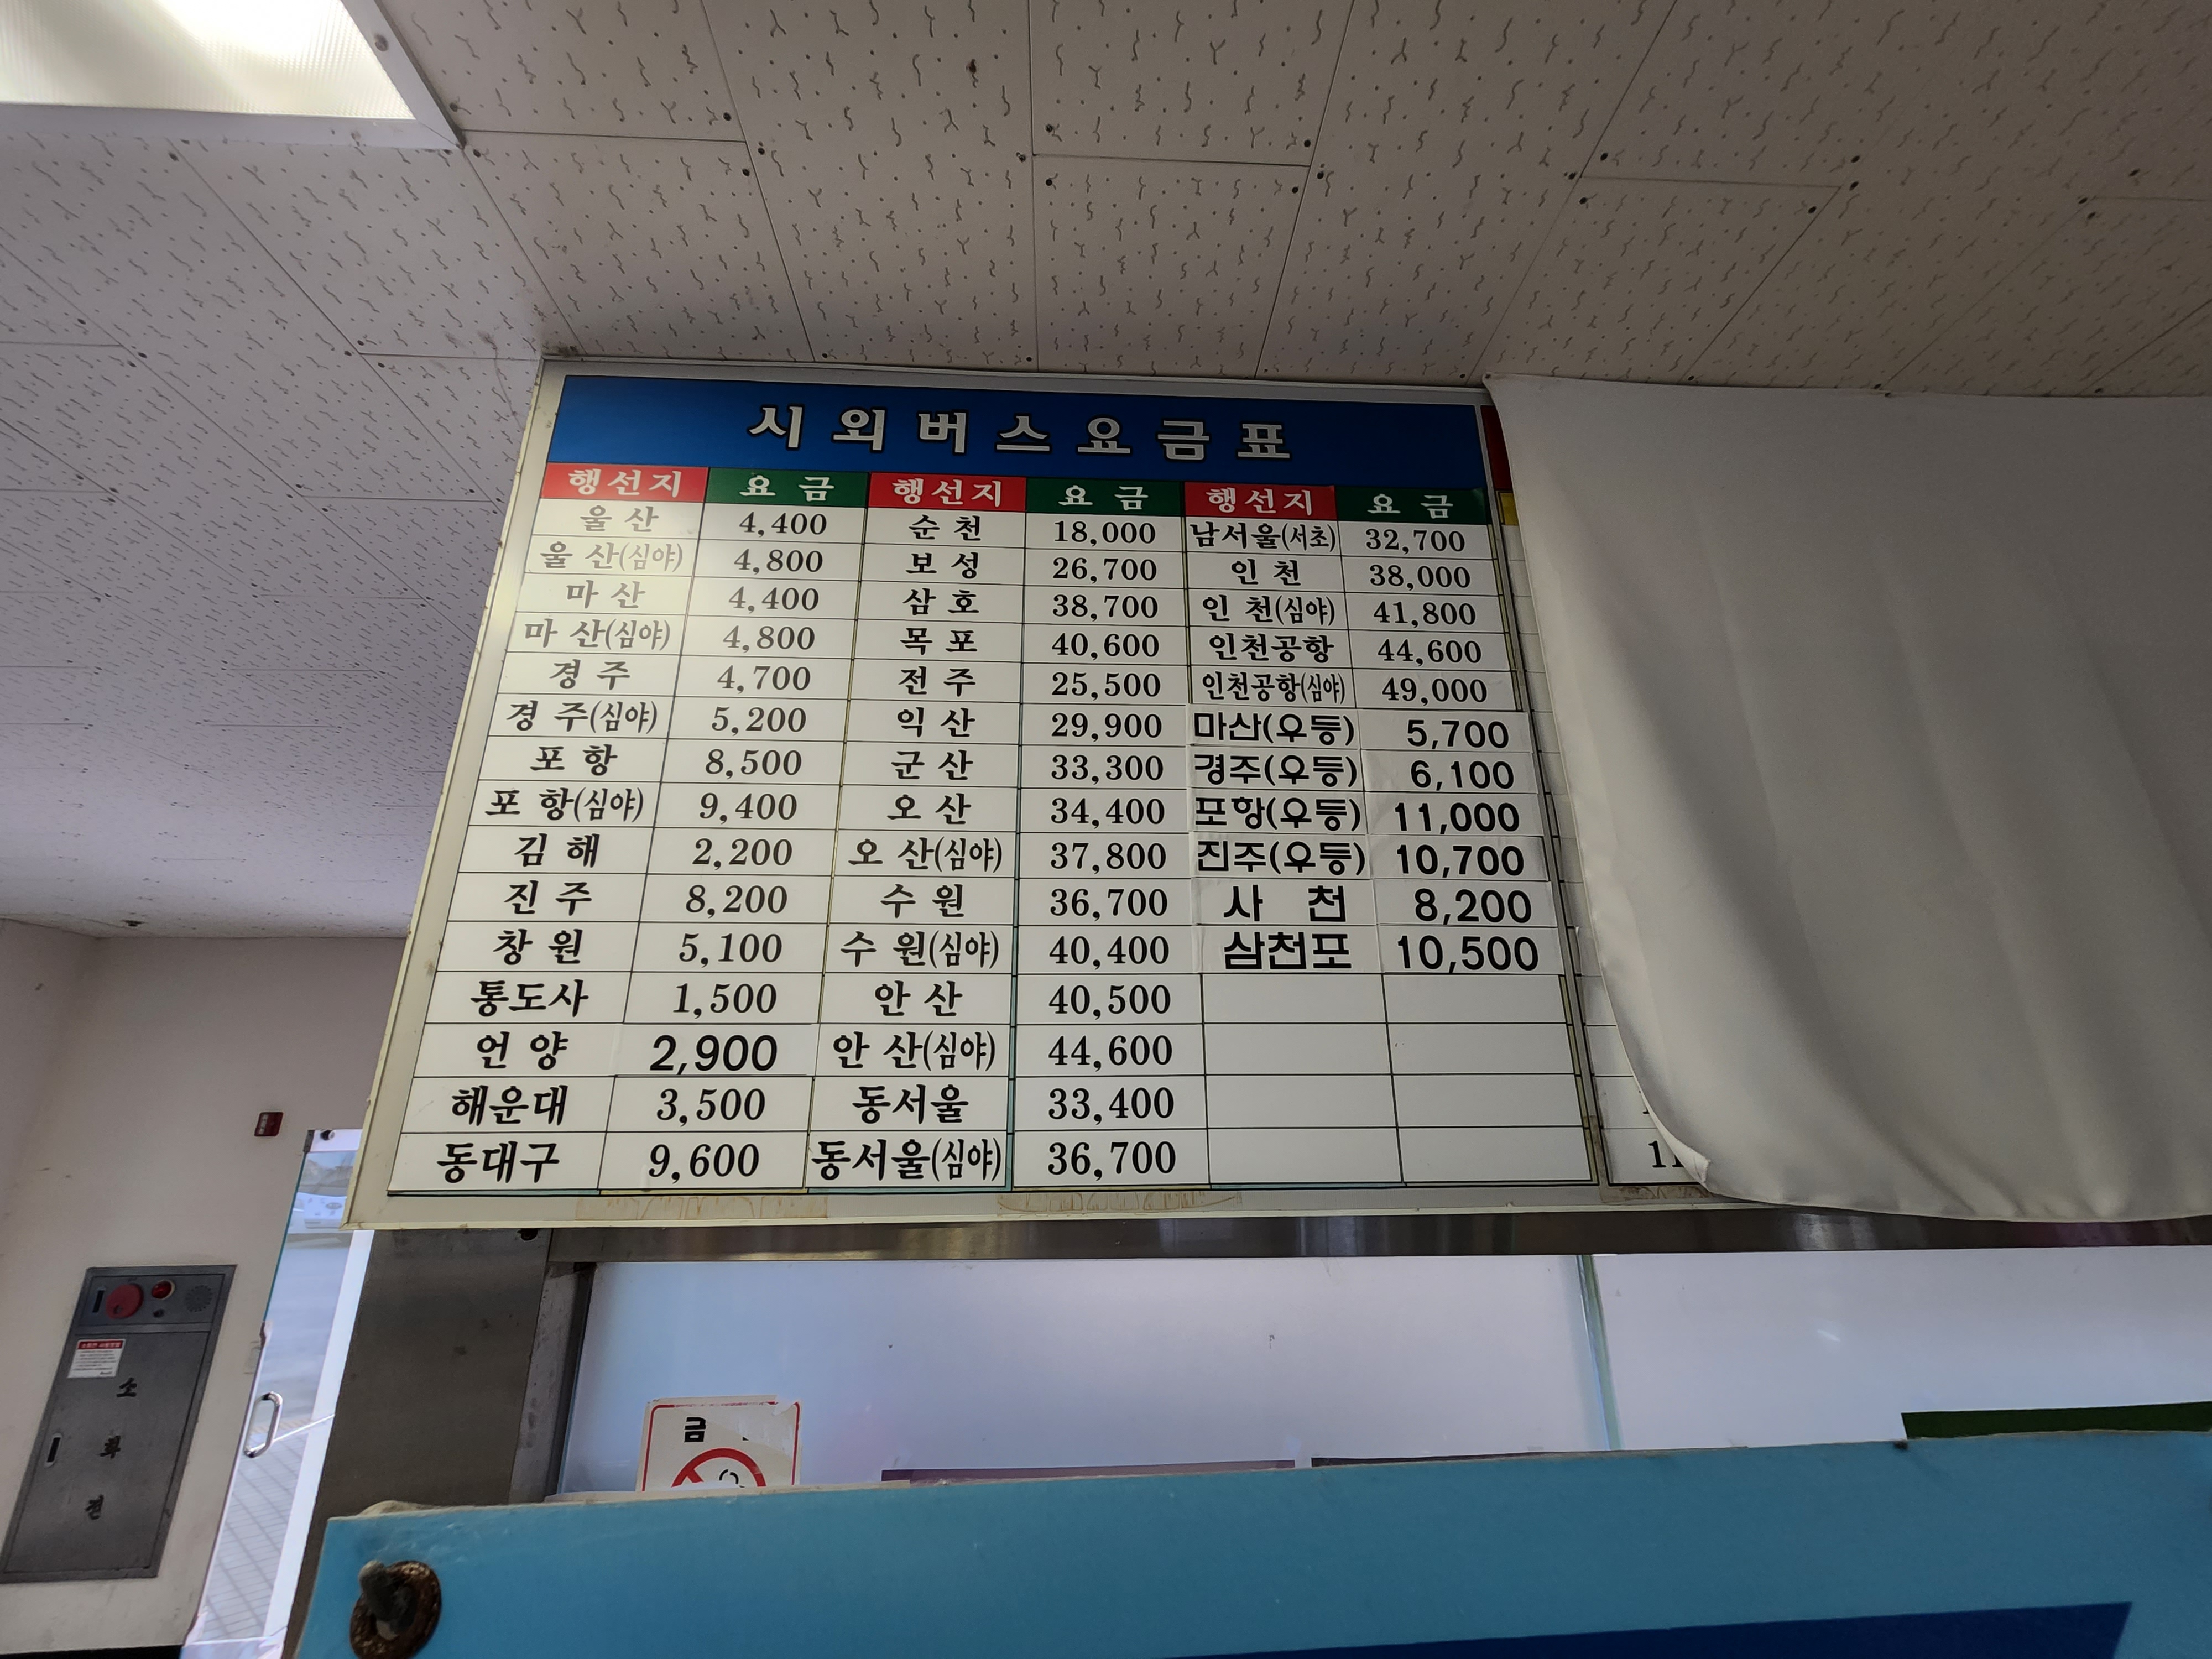 시외버스요금표
행선지 요금 행선지 요금 행선지 요금
울산 4,400 순천 18,000 남서울(서초) 32,700
울산(심야) 4,800 보성 26,700 인천 38,000
마산 4,400 삼호 38,700 인천(심야) 41,800
마산(심야) 4,800 목포 40,600 인천공항 44,600
경주 4,700 전주 25,500 인천공항(심야) 49,000
경주(심야) 5,200 익산 29,900 마산(우등) 5,700
포항 8,500 군산 33,300 경주(우등) 6,100
포항(심야) 9,400 오산 34,400 포항(우등) 11,000
김해 2,200 오산(심야) 37,800 진주(우등) 10,700
진주 8,200 수원 36,700 사천 8,200
창원 5,100 수원(심야) 40,400 삼천포 10,500
통도사 1,500 안산 40,500
언양 2,900 안산(심야) 44,600
해운대 3,500 동서울 33,400
동대구 9,600 동서울(심야) 36,700
소
화
전
금